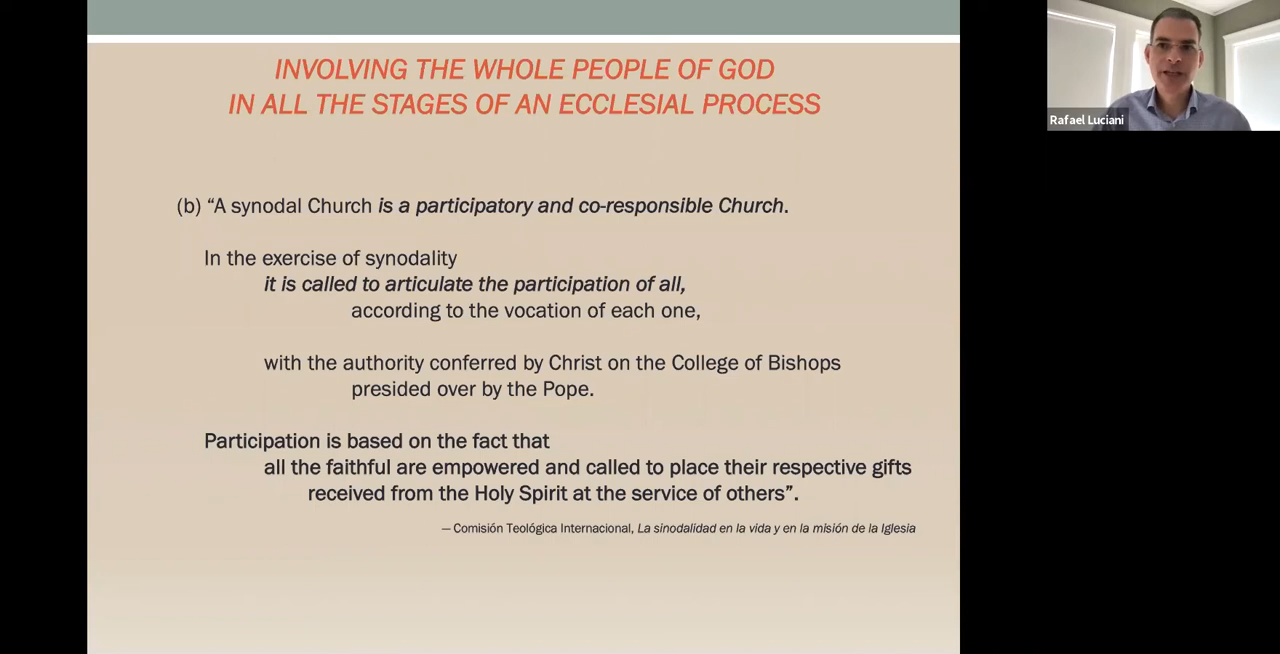 INVOLVING THE WHOLE PEOPLE OF GOD
IN ALL THE STAGES OF AN ECCLESIAL PROCESS
(b) “A synodal Church is a participatory and co-responsible Church.
In the exercise of synodality
it is called to articulate the participation of all,
according to the vocation of each one,
with the authority conferred by Christ on the College of Bishops
presided over by the Pope.
Participation is based on the fact that
all the faithful are empowered and called to place their respective gifts
received from the Holy Spirit at the service of others”.
— Comisión Teológica Internacional, La sinodalidad en la vida y en la misión de la Iglesia
Rafael Luciani